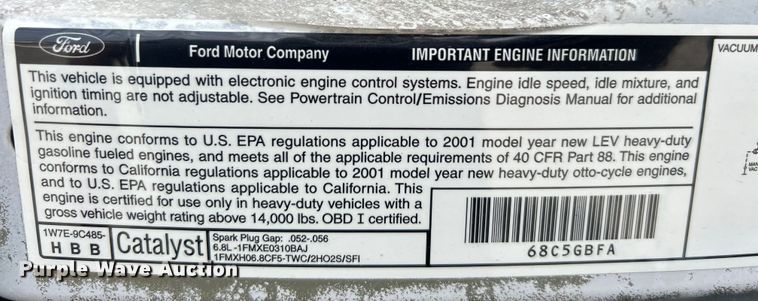 Ford
Ford Motor Company
IMPORTANT ENGINE INFORMATION
This vehicle is equipped with electronic engine control systems. Engine idle speed, idle mixture, and
ignition timing are not adjustable. See Powertrain Control/Emissions Diagnosis Manual for additional
information.
This engine conforms to U.S. EPA regulations applicable to 2001 model year new LEV heavy-duty
gasoline fueled engines, and meets all of the applicable requirements of 40 CFR Part 88. This engine
conforms to California regulations applicable to 2001 model year new heavy-duty otto-cycle engines,
and to U.S. EPA regulations applicable to California. This
engine is certified for use only in heavy-duty vehicles with a
gross vehicle weight rating above 14,000 lbs. OBD I certified.
1W7E-9C485-
HBB
Catalyst
Spark Plug Gap: .052-.056
6.8L -1FMXE0310BAJ
1FMXH06.8CF5-TWC/2HO2S/SFI
68C5GBFA
VACUUM
Purple Wave Auction